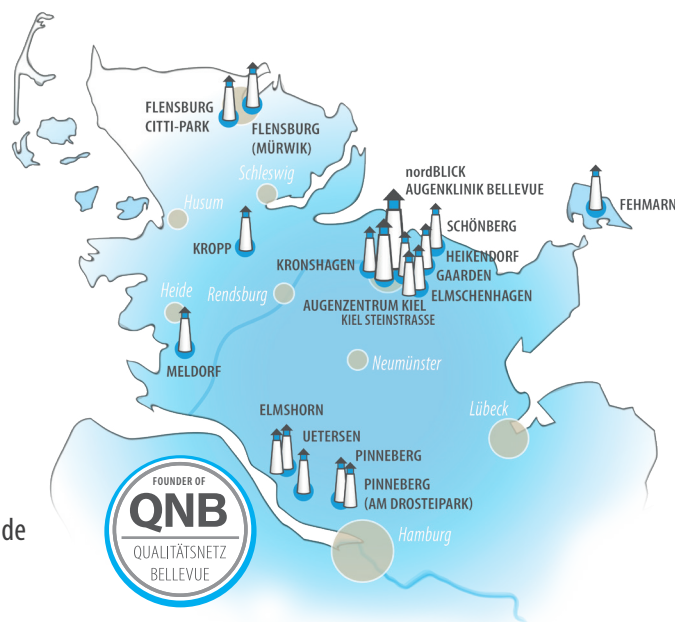 FLENSBURG
CITTI-PARK
FLENSBURG
(MÜRWIK)
Schleswig
nordBLICK
AUGENKLINIK BELLEVUE
FEHMARN
Husum
SCHÖNBERG
KROPP
HEIKENDORF
KRONSHAGEN
GAARDEN
Heide
Rendsburg
ELMSCHENHAGEN
AUGENZENTRUM KIEL
KIEL STEINSTRASSE
MELDORF
Neumünster
ELMSHORN
Lübeck
UETERSEN
PINNEBERG
PINNEBERG
(AM DROSTEIPARK)
FOUNDER OF
QNB
QUALITÄTSNETZ
BELLEVUE
de
Hamburg